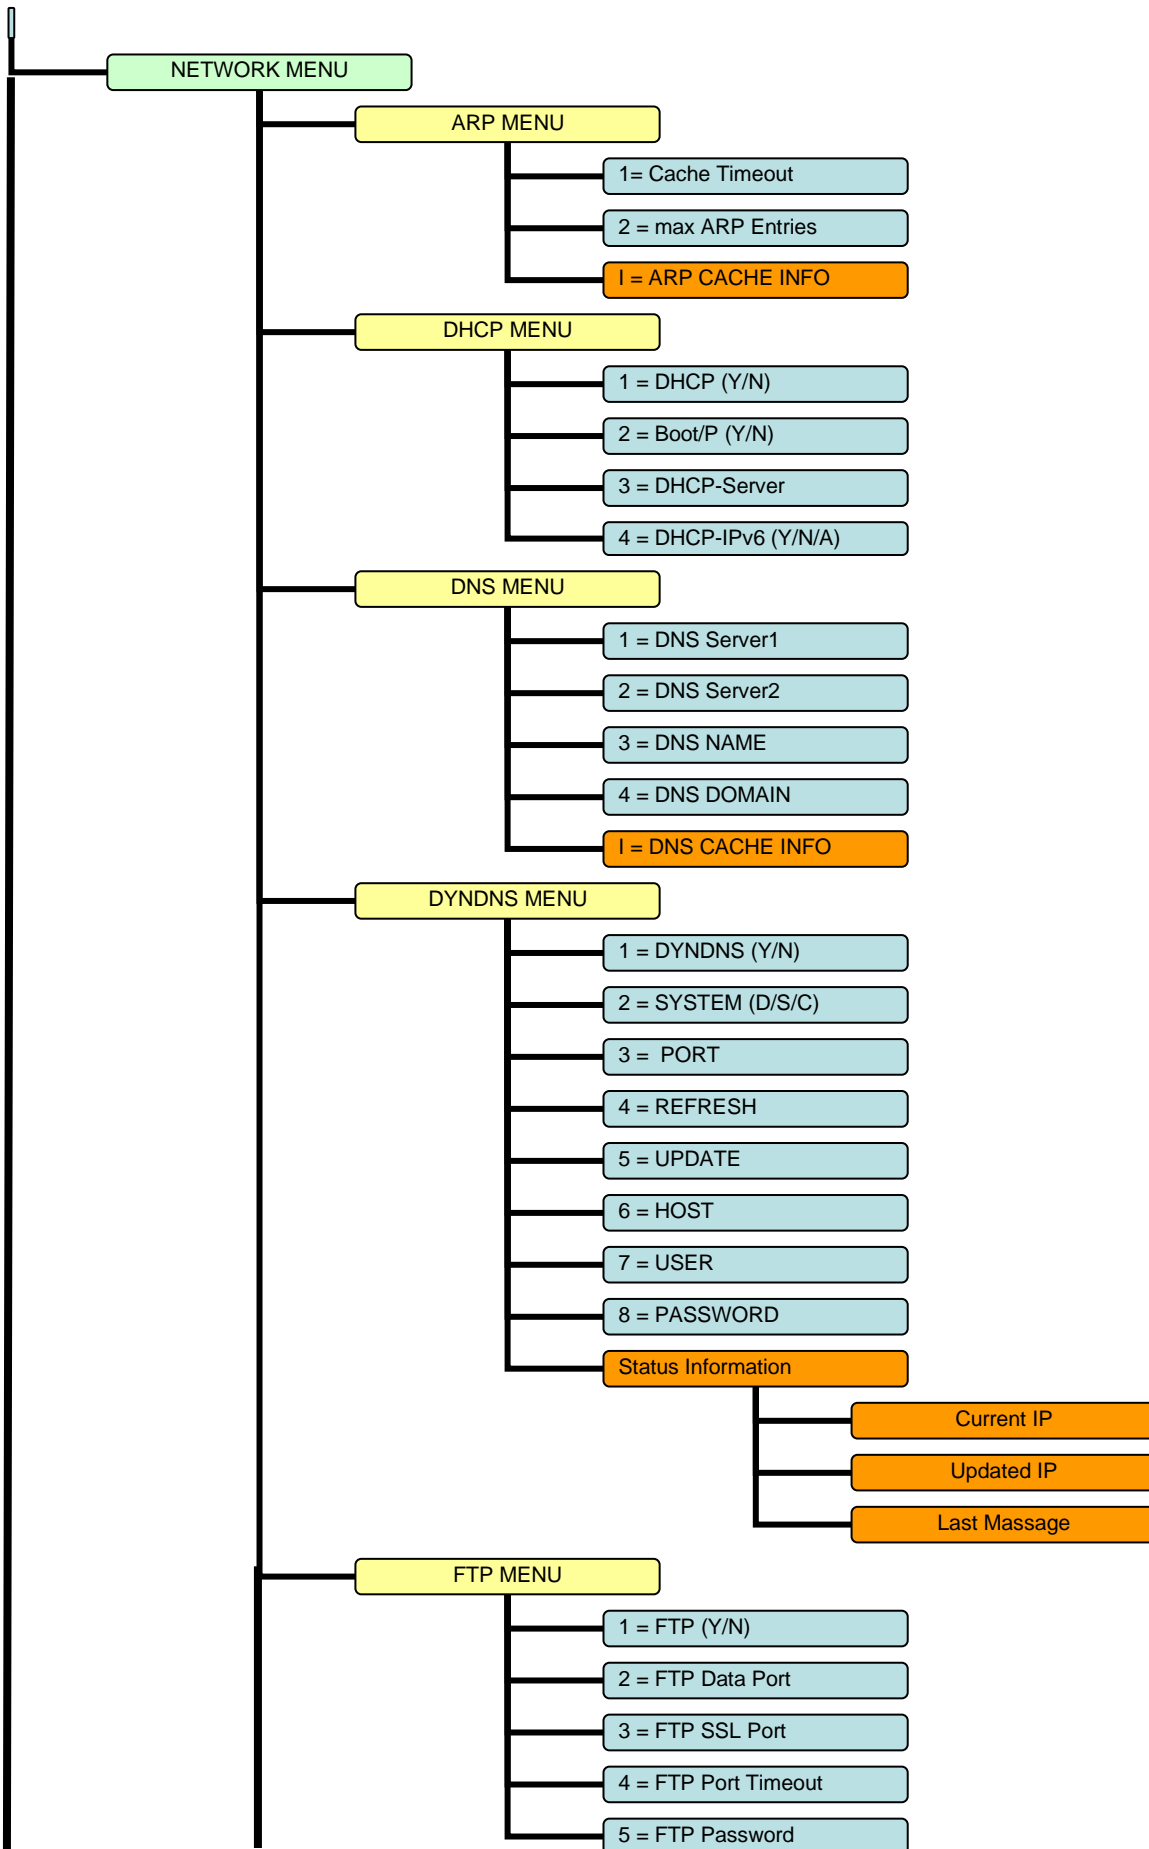 NETWORK MENU
ARP MENU
1= Cache Timeout
2 = max ARP Entries
I = ARP CACHE INFO
DHCP MENU
1 = DHCP (Y/N)
2 = Boot/P (Y/N)
3 = DHCP-Server
4 = DHCP-IPv6 (Y/N/A)
DNS MENU
1 = DNS Server1
2 = DNS Server2
3 = DNS NAME
4 = DNS DOMAIN
I = DNS CACHE INFO
DYNDNS MENU
1 = DYNDNS (Y/N)
2 = SYSTEM (D/S/C)
3 =  PORT
4 = REFRESH
5 = UPDATE
6 = HOST
7 = USER
8 = PASSWORD
Status Information
Current IP
Updated IP
Last Massage
FTP MENU
1 = FTP (Y/N)
2 = FTP Data Port
3 = FTP SSL Port
4 = FTP Port Timeout
5 = FTP Password